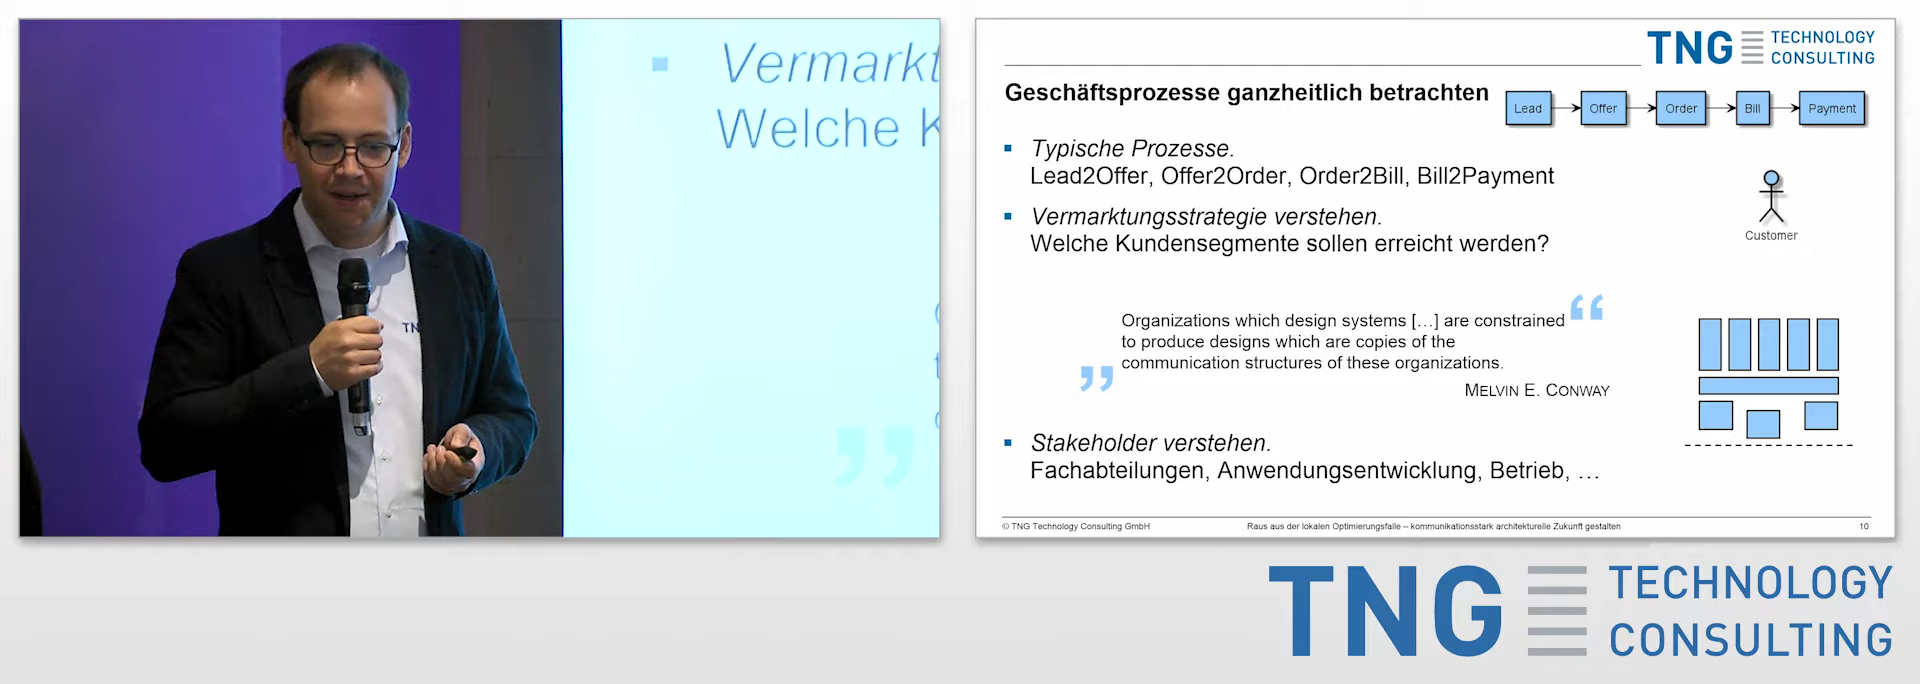 Vermarkt
Welche K
TN
TNG TECHNOLOGY
CONSULTING
Geschäftsprozesse ganzheitlich betrachten
Lead Offer Order Bill Payment
Typische Prozesse.
Lead2Offer, Offer2Order, Order2Bill, Bill2Payment
Vermarktungsstrategie verstehen.
Welche Kundensegmente sollen erreicht werden?
Customer
“
Organizations which design systems […] are constrained
to produce designs which are copies of the
communication structures of these organizations.
”
MELVIN E. CONWAY
Stakeholder verstehen.
Fachabteilungen, Anwendungsentwicklung, Betrieb, …
© TNG Technology Consulting GmbH Raus aus der lokalen Optimierungsfalle – kommunikationsstark architekturelle Zukunft gestalten 10
TNG TECHNOLOGY
CONSULTING